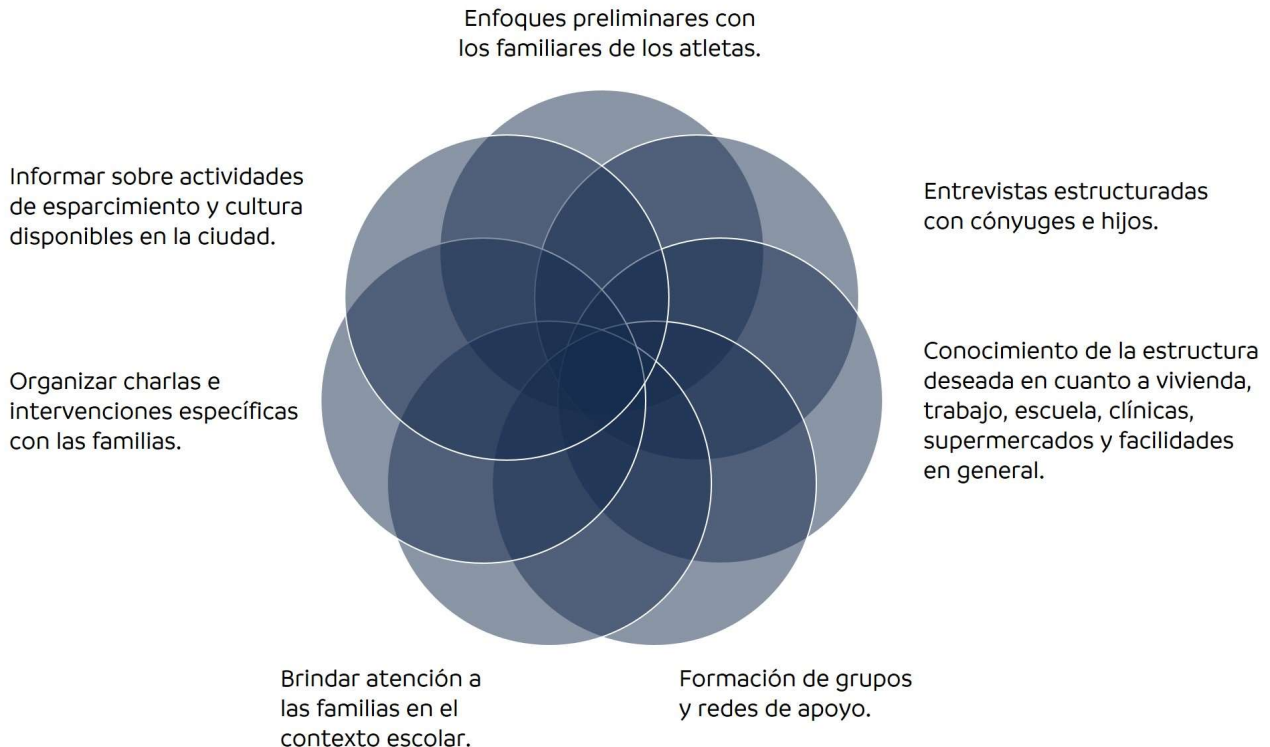 Enfoques preliminares con
los familiares de los atletas.
Entrevistas estructuradas
con cónyuges e hijos.
Conocimiento de la estructura
deseada en cuanto a vivienda,
trabajo, escuela, clínicas,
supermercados y facilidades
en general.
Formación de grupos
y redes de apoyo.
Brindar atención a
las familias en el
contexto escolar.
Organizar charlas e
intervenciones específicas
con las familias.
Informar sobre actividades
de esparcimiento y cultura
disponibles en la ciudad.